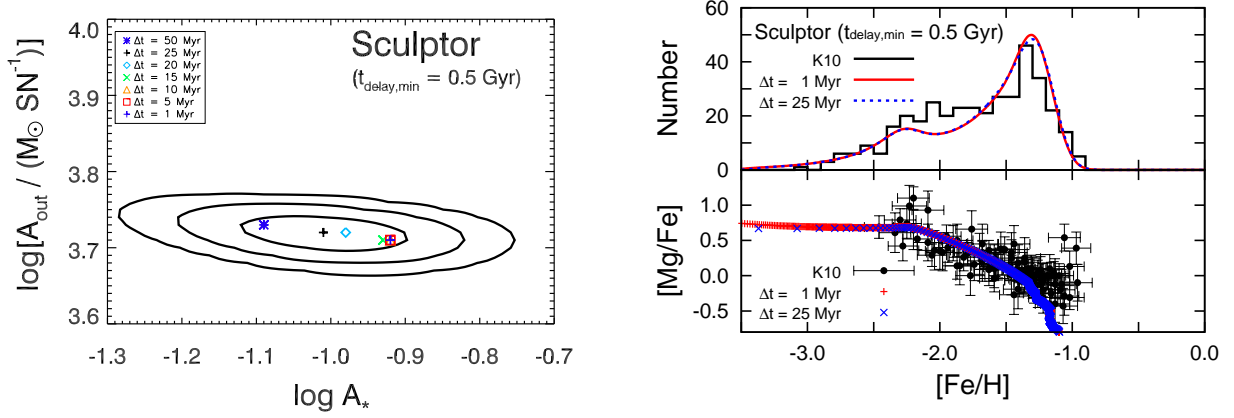 4.0
3.9
3.8
3.7
3.6
log[A_out / (M_⊙ SN^-1)]
Δt = 50 Myr
Δt = 25 Myr
Δt = 20 Myr
Δt = 15 Myr
Δt = 10 Myr
Δt = 5 Myr
Δt = 1 Myr
Sculptor
(t_delay,min = 0.5 Gyr)
-1.3 -1.2 -1.1 -1.0 -0.9 -0.8 -0.7
log A_*
60
40
20
0
Number
Sculptor (t_delay,min = 0.5 Gyr)
K10
Δt = 1 Myr
Δt = 25 Myr
1.0
0.5
0.0
-0.5
[Mg/Fe]
K10
Δt = 1 Myr
Δt = 25 Myr
-3.0 -2.0 -1.0 0.0
[Fe/H]